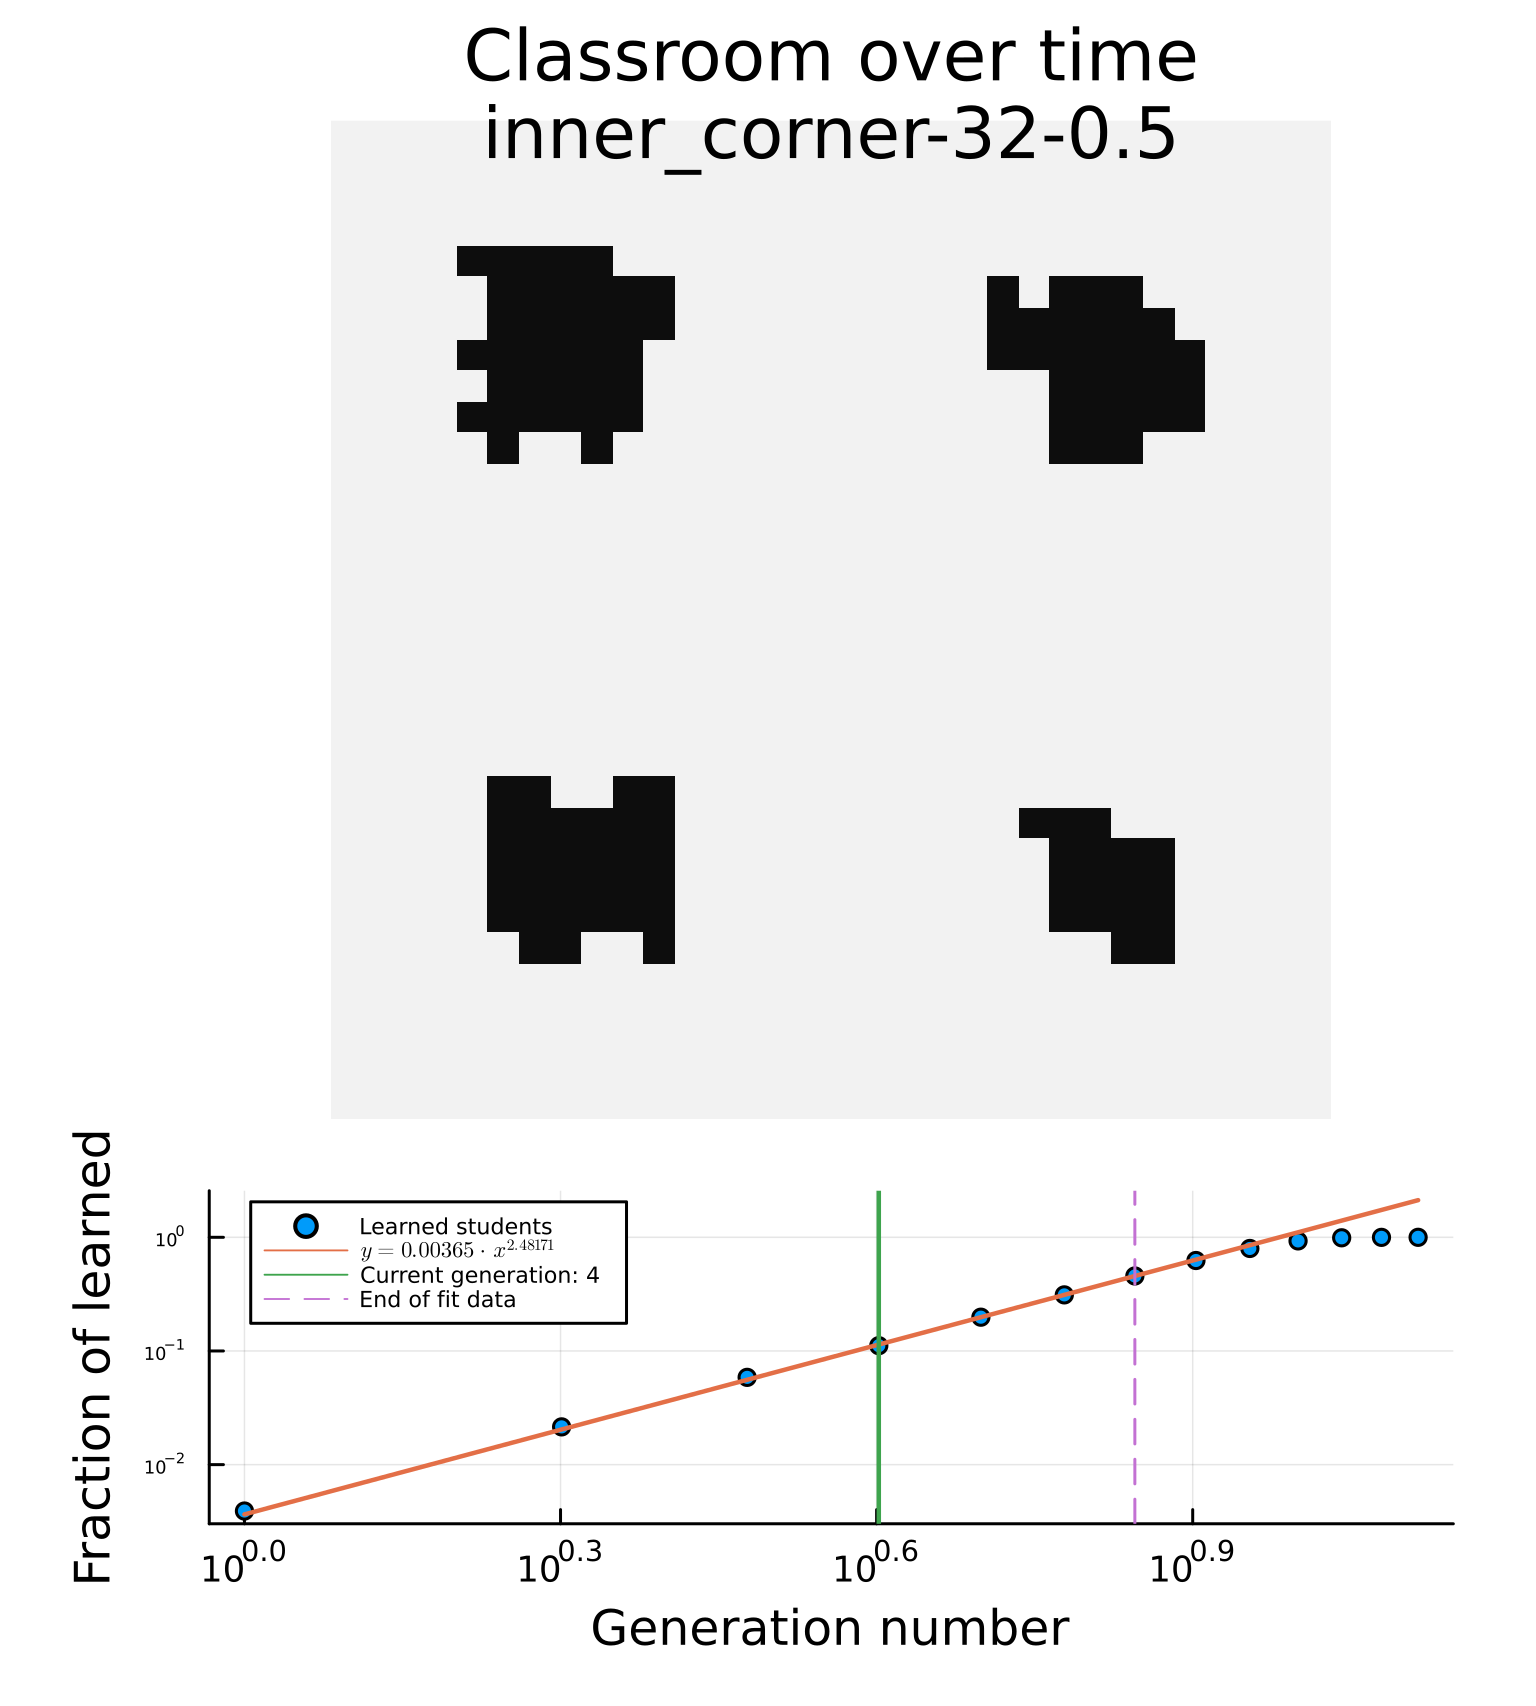 Classroom over time
inner_corner-32-0.5
Fraction of learned
10^0
10^-1
10^-2
Learned students
y = 0.00365 · x^2.48171
Current generation: 4
End of fit data
10^0.0
10^0.3
10^0.6
10^0.9
Generation number